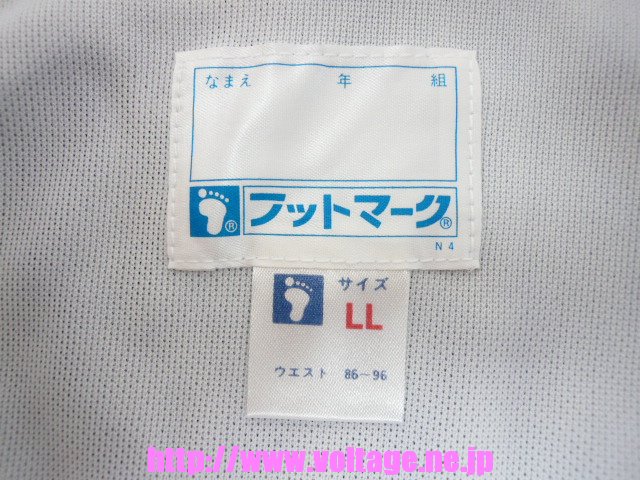 なまえ 年 組
フットマーク®
N4
サイズ
LL
ウエスト 86~96
http://www.voltage.ne.jp